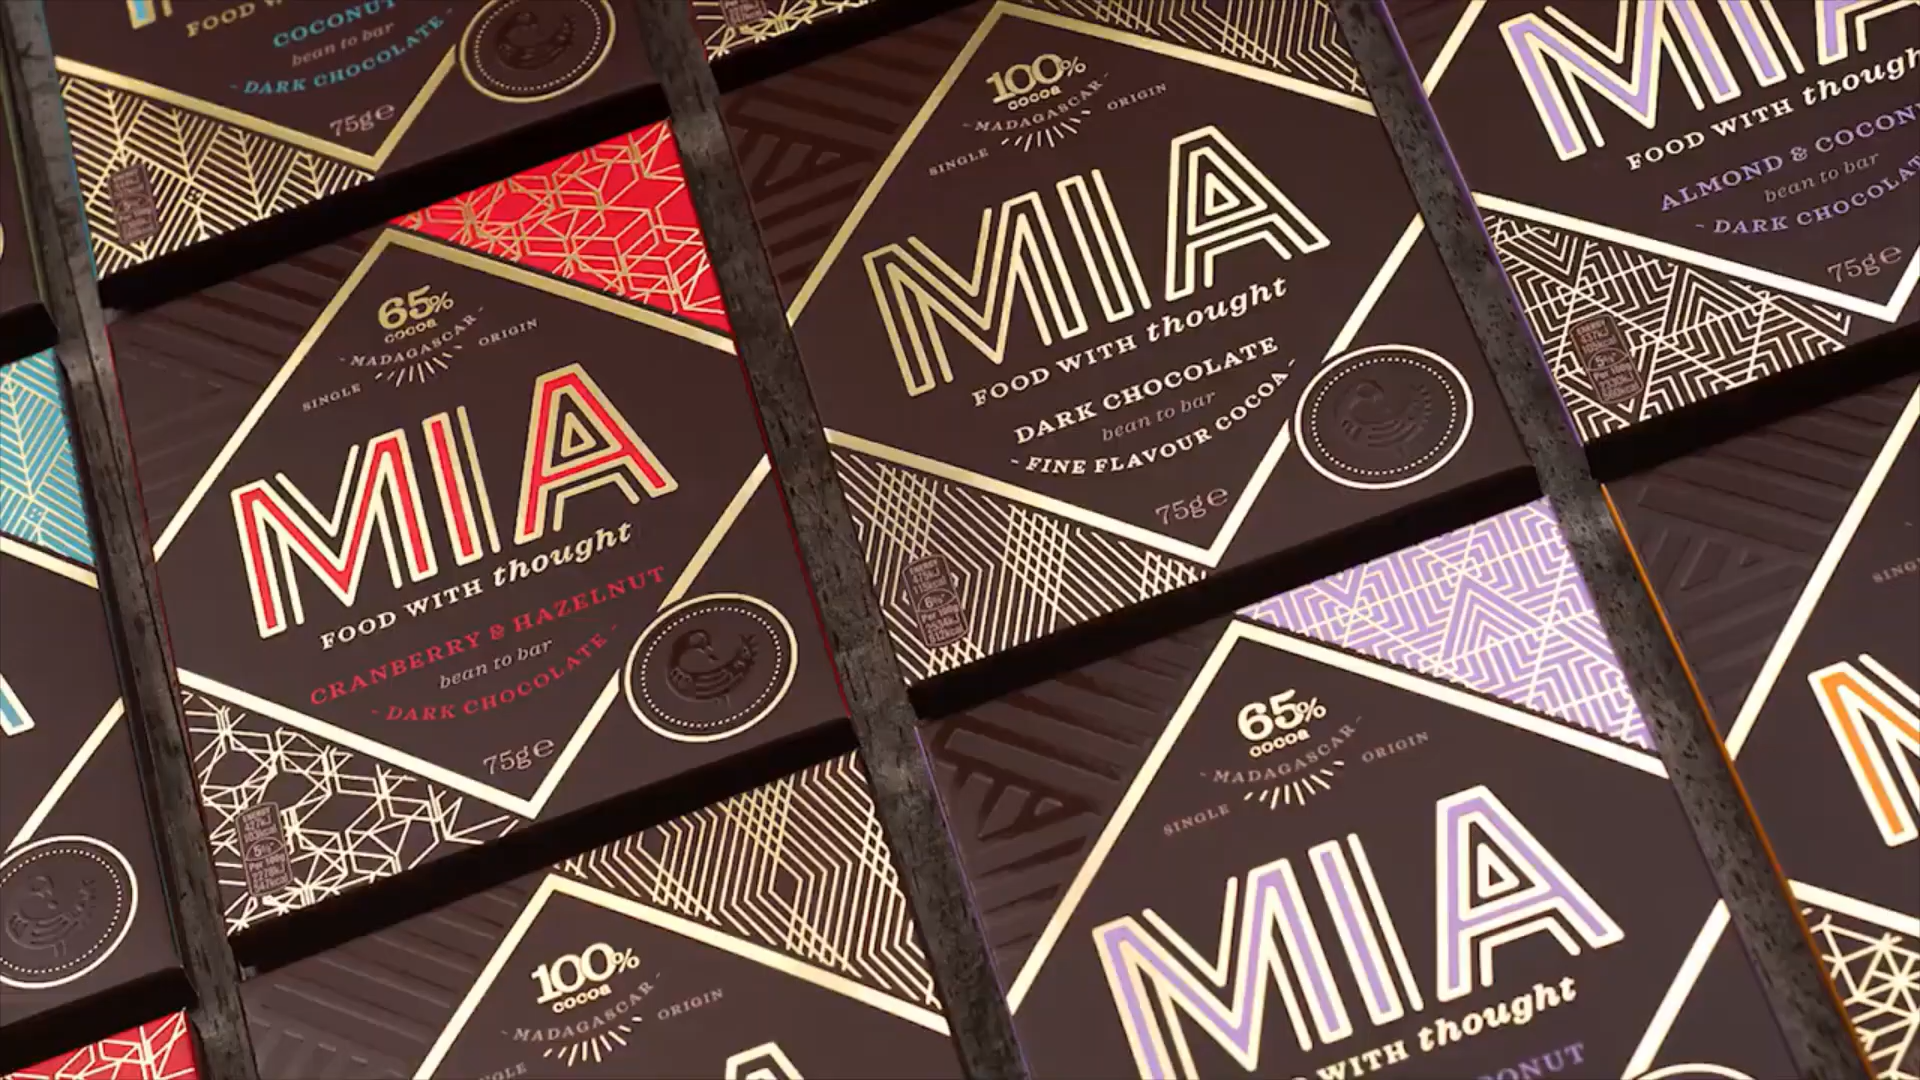 COCONUT
bean to bar
DARK CHOCOLATE
75g℮
65%
COCOA
MADAGASCAR
SINGLE ORIGIN
MIA
FOOD WITH thought
CRANBERRY & HAZELNUT
bean to bar
DARK CHOCOLATE
75g℮
100%
COCOA
MADAGASCAR
SINGLE ORIGIN
MIA
FOOD WITH thought
DARK CHOCOLATE
bean to bar
FINE FLAVOUR COCOA
75g℮
MIA
FOOD WITH thought
ALMOND & COCONU
bean to bar
DARK CHOCOLAT
75g℮
100%
COCOA
MADAGASCAR
ORIGIN
65%
COCOA
MADAGASCAR
SINGLE ORIGIN
MIA
WITH thought